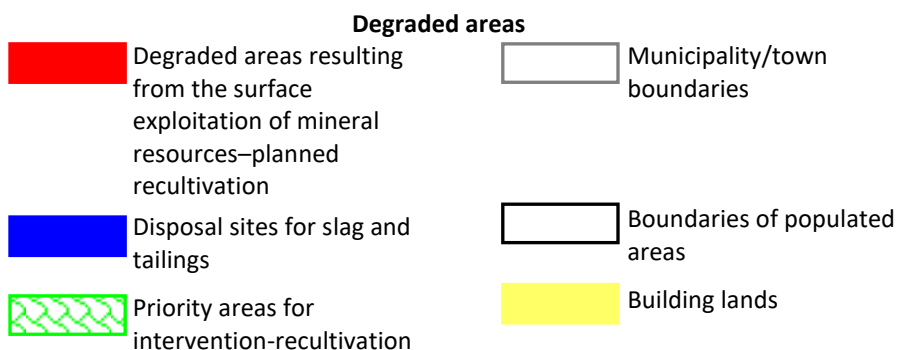 Degraded areas
Degraded areas resulting
from the surface
exploitation of mineral
resources–planned
recultivation
Disposal sites for slag and
tailings
Priority areas for
intervention-recultivation
Municipality/town
boundaries
Boundaries of populated
areas
Building lands